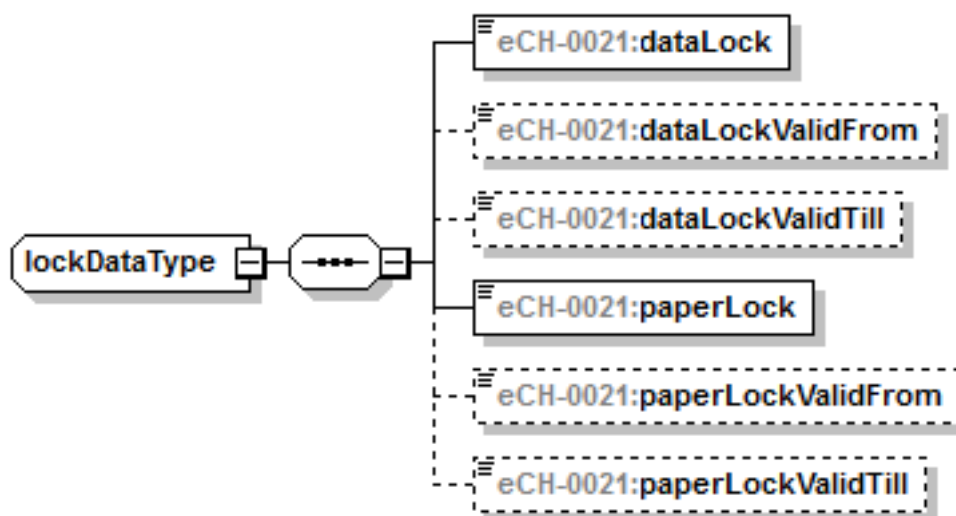 eCH-0021:dataLock
eCH-0021:dataLockValidFrom
eCH-0021:dataLockValidTill
lockDataType
eCH-0021:paperLock
eCH-0021:paperLockValidFrom
eCH-0021:paperLockValidTill